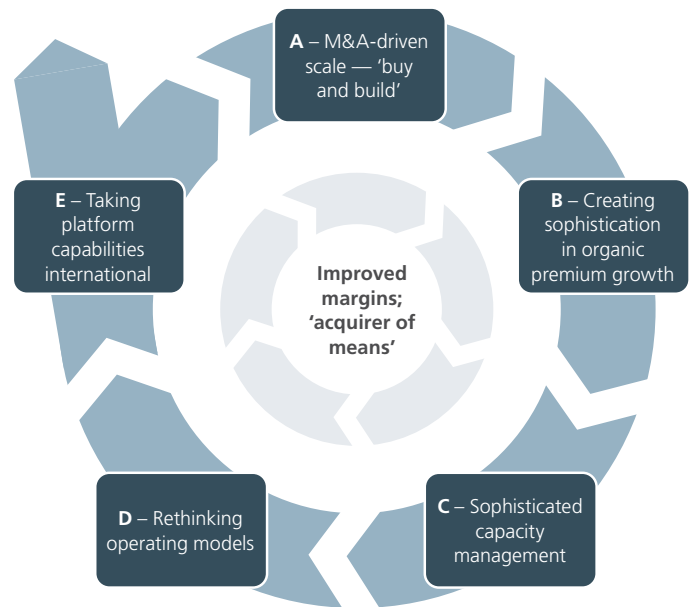 A – M&A-driven
scale — ‘buy
and build’
B – Creating
sophistication
in organic
premium growth
C – Sophisticated
capacity
management
D – Rethinking
operating models
E – Taking
platform
capabilities
international
Improved
margins;
‘acquirer of
means’